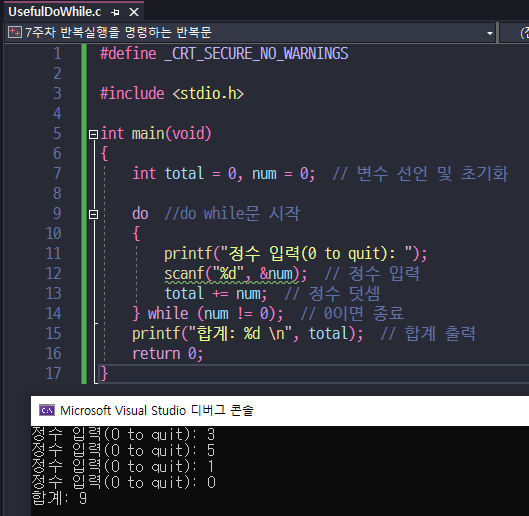 UsefulDoWhile.c
7주차 반복실행을 명령하는 반복문
1 #define _CRT_SECURE_NO_WARNINGS
2
3 #include <stdio.h>
4
5 int main(void)
6 {
7 int total = 0, num = 0;  // 변수 선언 및 초기화
8
9 do  //do while문 시작
10 {
11 printf("정수 입력(0 to quit): ");
12 scanf("%d", &num);  // 정수 입력
13 total += num;  // 정수 덧셈
14 } while (num != 0);  // 0이면 종료
15 printf("합계: %d \n", total);  // 합계 출력
16 return 0;
17 }
Microsoft Visual Studio 디버그 콘솔
정수 입력(0 to quit): 3
정수 입력(0 to quit): 5
정수 입력(0 to quit): 1
정수 입력(0 to quit): 0
합계: 9